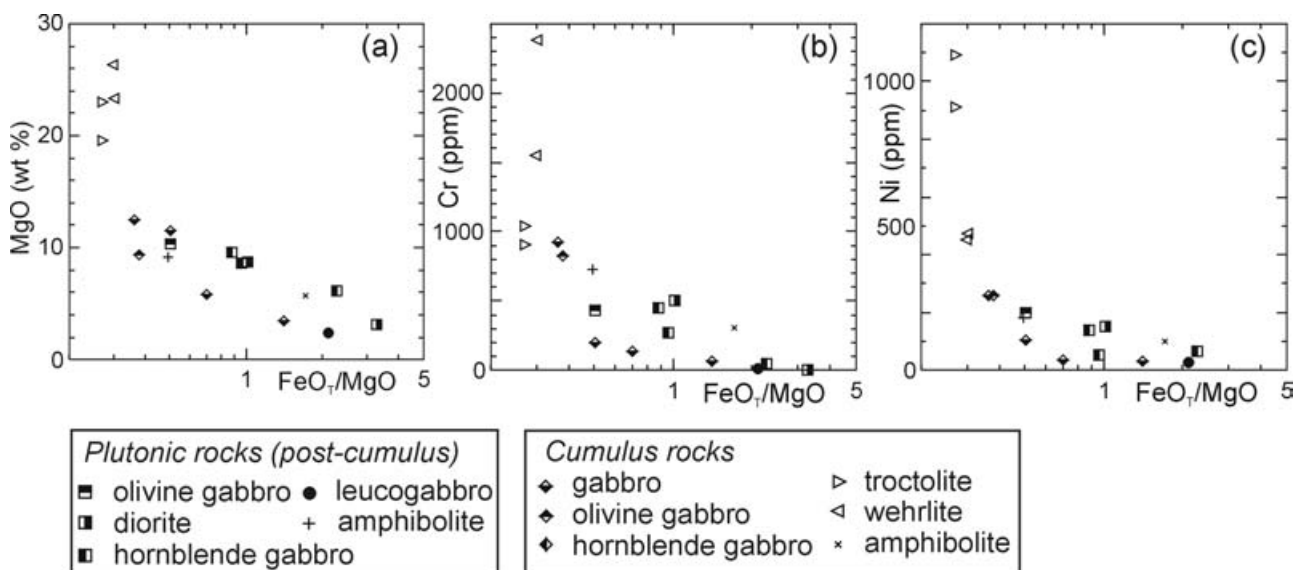 30
20
10
0
MgO (wt %)
(a)
1
FeO_T/MgO
5
2000
1000
0
Cr (ppm)
(b)
1
FeO_T/MgO
5
1000
500
0
Ni (ppm)
(c)
1
FeO_T/MgO
5
Plutonic rocks (post-cumulus)
olivine gabbro
leucogabbro
diorite
amphibolite
hornblende gabbro
Cumulus rocks
gabbro
troctolite
olivine gabbro
wehrlite
hornblende gabbro
amphibolite